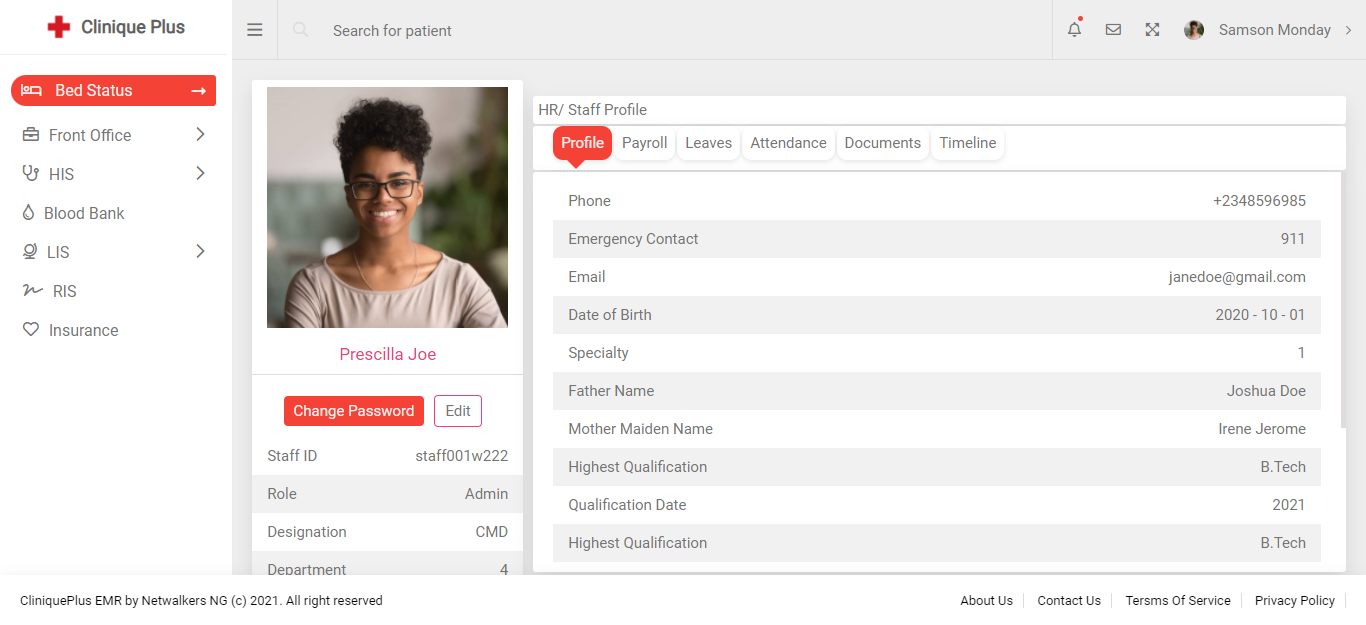 Clinique Plus
Search for patient
Samson Monday
Bed Status
Front Office
HIS
Blood Bank
LIS
RIS
Insurance
Prescilla Joe
Change Password Edit
Staff ID staff001w222
Role Admin
Designation CMD
Department 4
HR/ Staff Profile
Profile Payroll Leaves Attendance Documents Timeline
Phone +2348596985
Emergency Contact 911
Email janedoe@gmail.com
Date of Birth 2020 - 10 - 01
Specialty 1
Father Name Joshua Doe
Mother Maiden Name Irene Jerome
Highest Qualification B.Tech
Qualification Date 2021
Highest Qualification B.Tech
CliniquePlus EMR by Netwalkers NG (c) 2021. All right reserved
About Us Contact Us Tersms Of Service Privacy Policy